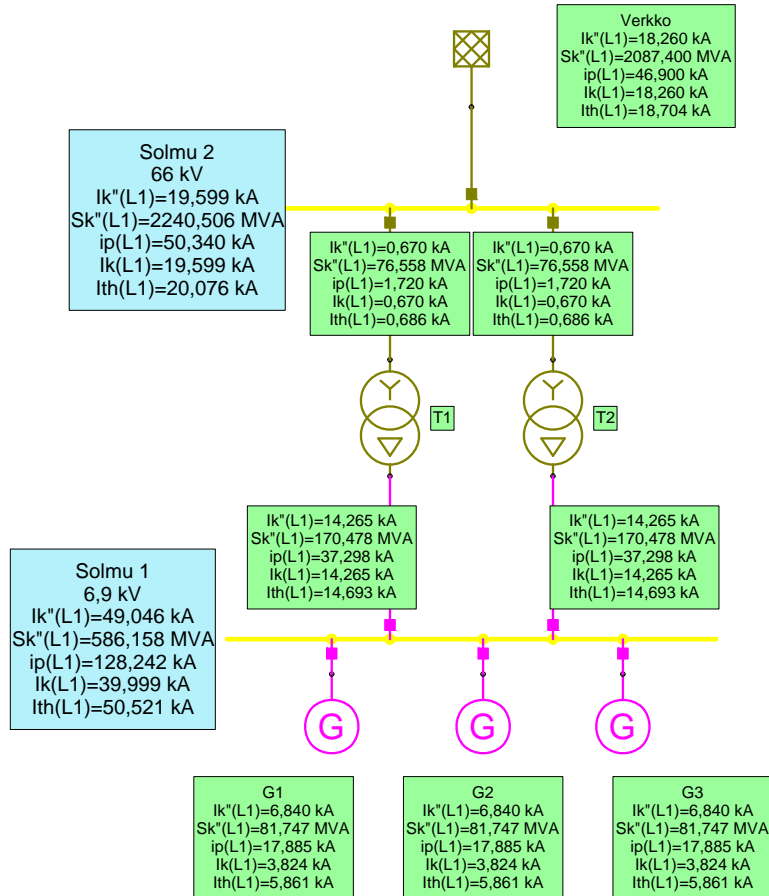 Verkko
Ik"(L1)=18,260 kA
Sk"(L1)=2087,400 MVA
ip(L1)=46,900 kA
Ik(L1)=18,260 kA
Ith(L1)=18,704 kA
Solmu 2
66 kV
Ik"(L1)=19,599 kA
Sk"(L1)=2240,506 MVA
ip(L1)=50,340 kA
Ik(L1)=19,599 kA
Ith(L1)=20,076 kA
Ik"(L1)=0,670 kA
Sk"(L1)=76,558 MVA
ip(L1)=1,720 kA
Ik(L1)=0,670 kA
Ith(L1)=0,686 kA
Ik"(L1)=0,670 kA
Sk"(L1)=76,558 MVA
ip(L1)=1,720 kA
Ik(L1)=0,670 kA
Ith(L1)=0,686 kA
T1
T2
Ik"(L1)=14,265 kA
Sk"(L1)=170,478 MVA
ip(L1)=37,298 kA
Ik(L1)=14,265 kA
Ith(L1)=14,693 kA
Ik"(L1)=14,265 kA
Sk"(L1)=170,478 MVA
ip(L1)=37,298 kA
Ik(L1)=14,265 kA
Ith(L1)=14,693 kA
Solmu 1
6,9 kV
Ik"(L1)=49,046 kA
Sk"(L1)=586,158 MVA
ip(L1)=128,242 kA
Ik(L1)=39,999 kA
Ith(L1)=50,521 kA
G
G
G
G1
Ik"(L1)=6,840 kA
Sk"(L1)=81,747 MVA
ip(L1)=17,885 kA
Ik(L1)=3,824 kA
Ith(L1)=5,861 kA
G2
Ik"(L1)=6,840 kA
Sk"(L1)=81,747 MVA
ip(L1)=17,885 kA
Ik(L1)=3,824 kA
Ith(L1)=5,861 kA
G3
Ik"(L1)=6,840 kA
Sk"(L1)=81,747 MVA
ip(L1)=17,885 kA
Ik(L1)=3,824 kA
Ith(L1)=5,861 kA